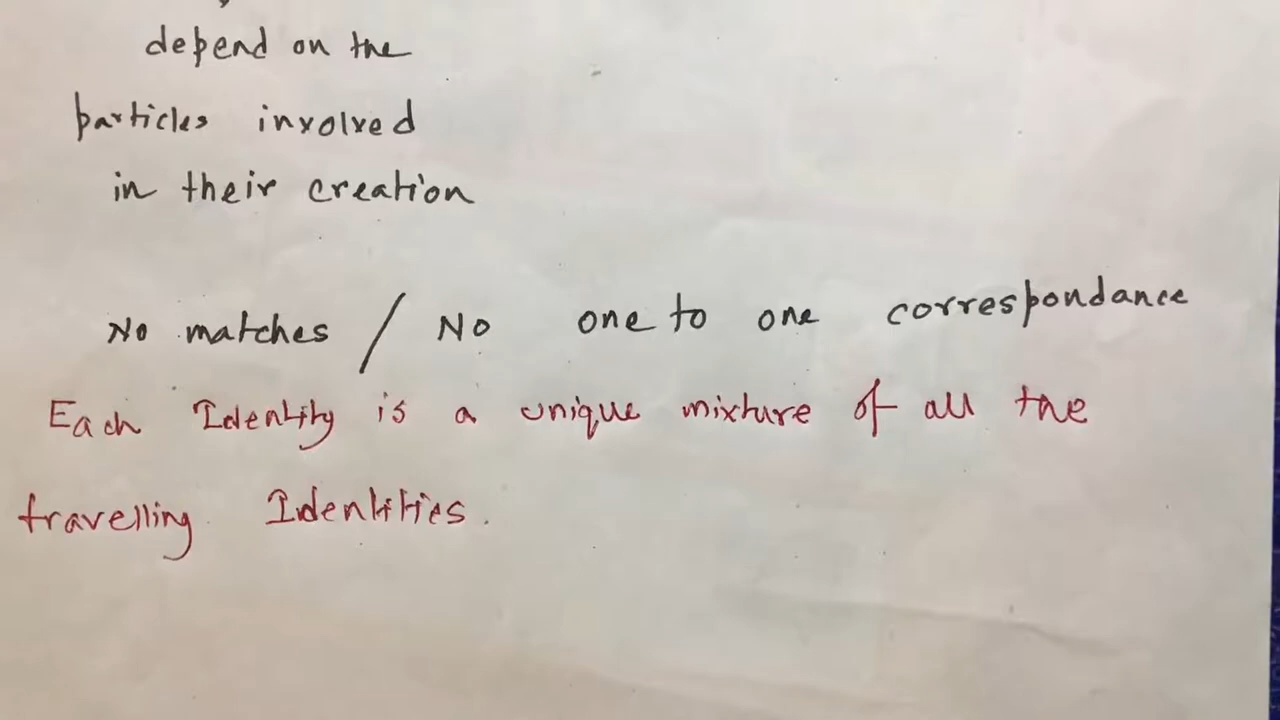 depend on the
particles involved
in their creation
No matches / No one to one correspondance
Each Identity is a unique mixture of all the
travelling Identities.